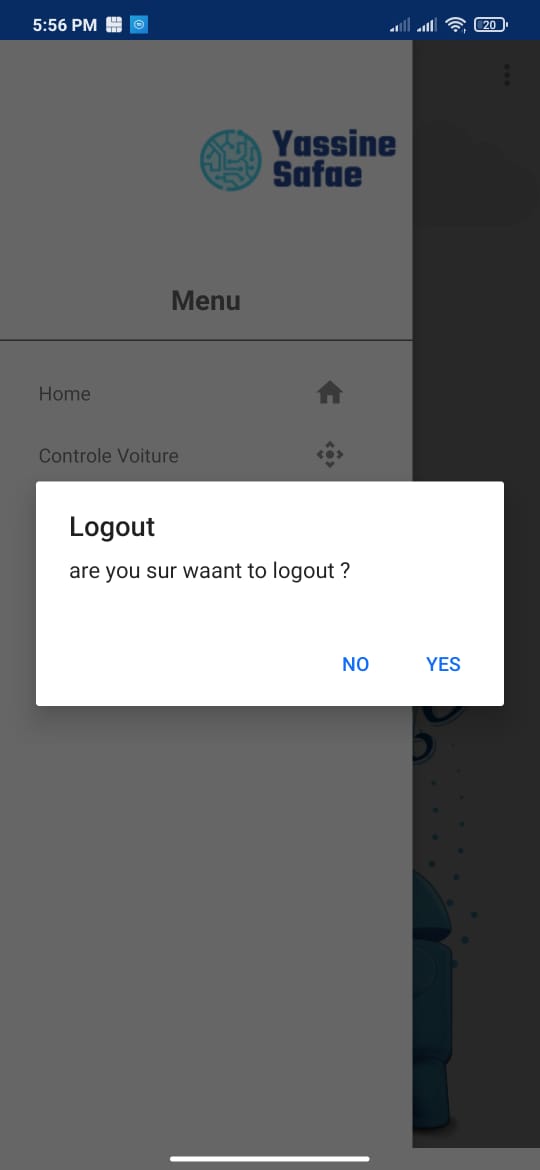 5:56 PM
20
Yassine
Safae
Menu
Home
Controle Voiture
Logout
are you sur waant to logout ?
NO
YES